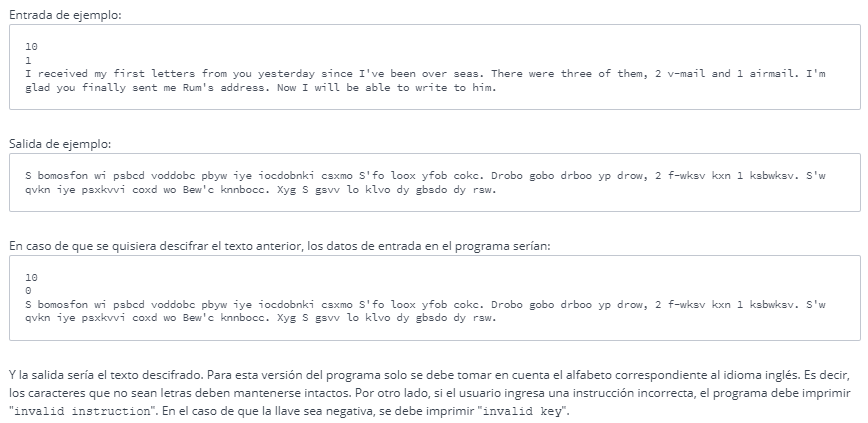 Entrada de ejemplo:
10
1
I received my first letters from you yesterday since I've been over seas. There were three of them, 2 v-mail and 1 airmail. I'm
glad you finally sent me Rum's address. Now I will be able to write to him.
Salida de ejemplo:
S bomosfon wi psbcd voddobc pbyw iye iocdobnki csxmo S'fo loox yfob cokc. Drobo gobo drboo yp drow, 2 f-wksv kxn 1 ksbwksv. S'w
qvkn iye psxkvvi coxd wo Bew'c knnbocc. Xyg S gsvv lo klvo dy gbsdo dy rsw.
En caso de que se quisiera descifrar el texto anterior, los datos de entrada en el programa serían:
10
0
S bomosfon wi psbcd voddobc pbyw iye iocdobnki csxmo S'fo loox yfob cokc. Drobo gobo drboo yp drow, 2 f-wksv kxn 1 ksbwksv. S'w
qvkn iye psxkvvi coxd wo Bew'c knnbocc. Xyg S gsvv lo klvo dy gbsdo dy rsw.
Y la salida sería el texto descifrado. Para esta versión del programa solo se debe tomar en cuenta el alfabeto correspondiente al idioma inglés. Es decir,
los caracteres que no sean letras deben mantenerse intactos. Por otro lado, si el usuario ingresa una instrucción incorrecta, el programa debe imprimir
"invalid instruction". En el caso de que la llave sea negativa, se debe imprimir "invalid key".